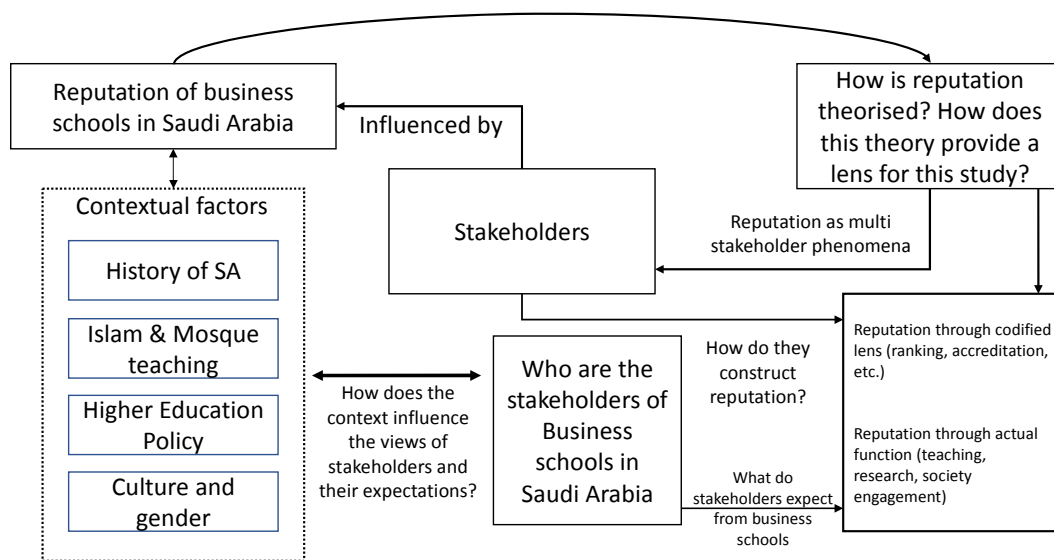 Reputation of business
schools in Saudi Arabia
Influenced by
How is reputation
theorised? How does
this theory provide a
lens for this study?
Contextual factors
History of SA
Islam & Mosque
teaching
Higher Education
Policy
Culture and
gender
Stakeholders
Reputation as multi
stakeholder phenomena
How does the
context influence
the views of
stakeholders and
their expectations?
Who are the
stakeholders of
Business
schools in
Saudi Arabia
How do they
construct
reputation?
What do
stakeholders expect
from business
schools
Reputation through codified
lens (ranking, accreditation,
etc.)
Reputation through actual
function (teaching,
research, society
engagement)